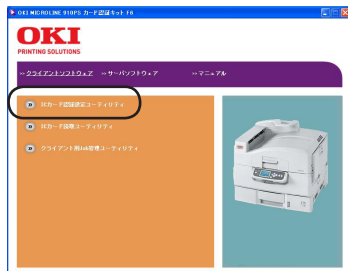 OKI MICROLINE 910PS カード認証キット F6
OKI
PRINTING SOLUTIONS
>> クライアントソフトウェア >> サーバソフトウェア >> マニュアル
ICカード認証設定ユーティリティ
ICカード管理ユーティリティ
クライアント用Job管理ユーティリティ